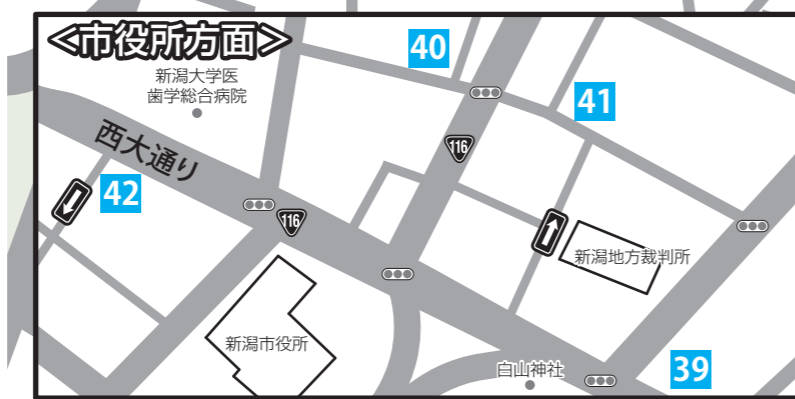 <市役所方面>
40
新潟大学医
歯学総合病院
41
116
西大通り
42
116
新潟地方裁判所
新潟市役所
白山神社
39